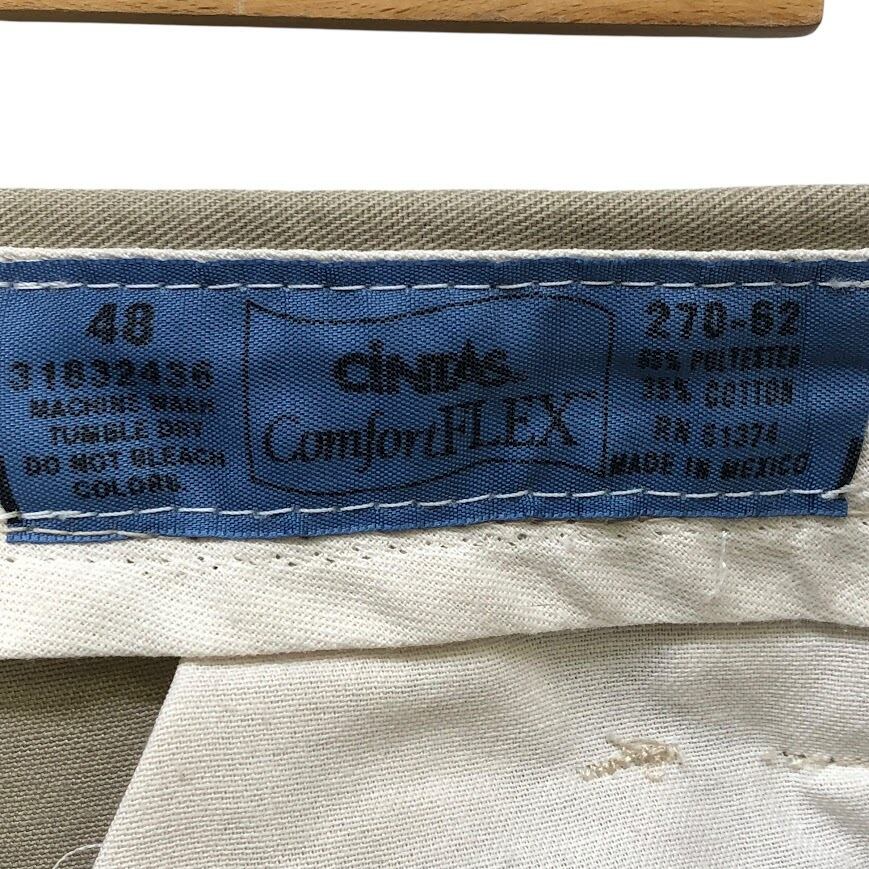 48
31832436
MACHINE WASH
TUMBLE DRY
DO NOT BLEACH
COLORS
CINTAS
ComfortFLEX™
270-62
65% POLYESTER
35% COTTON
RN 61374
MADE IN MEXICO